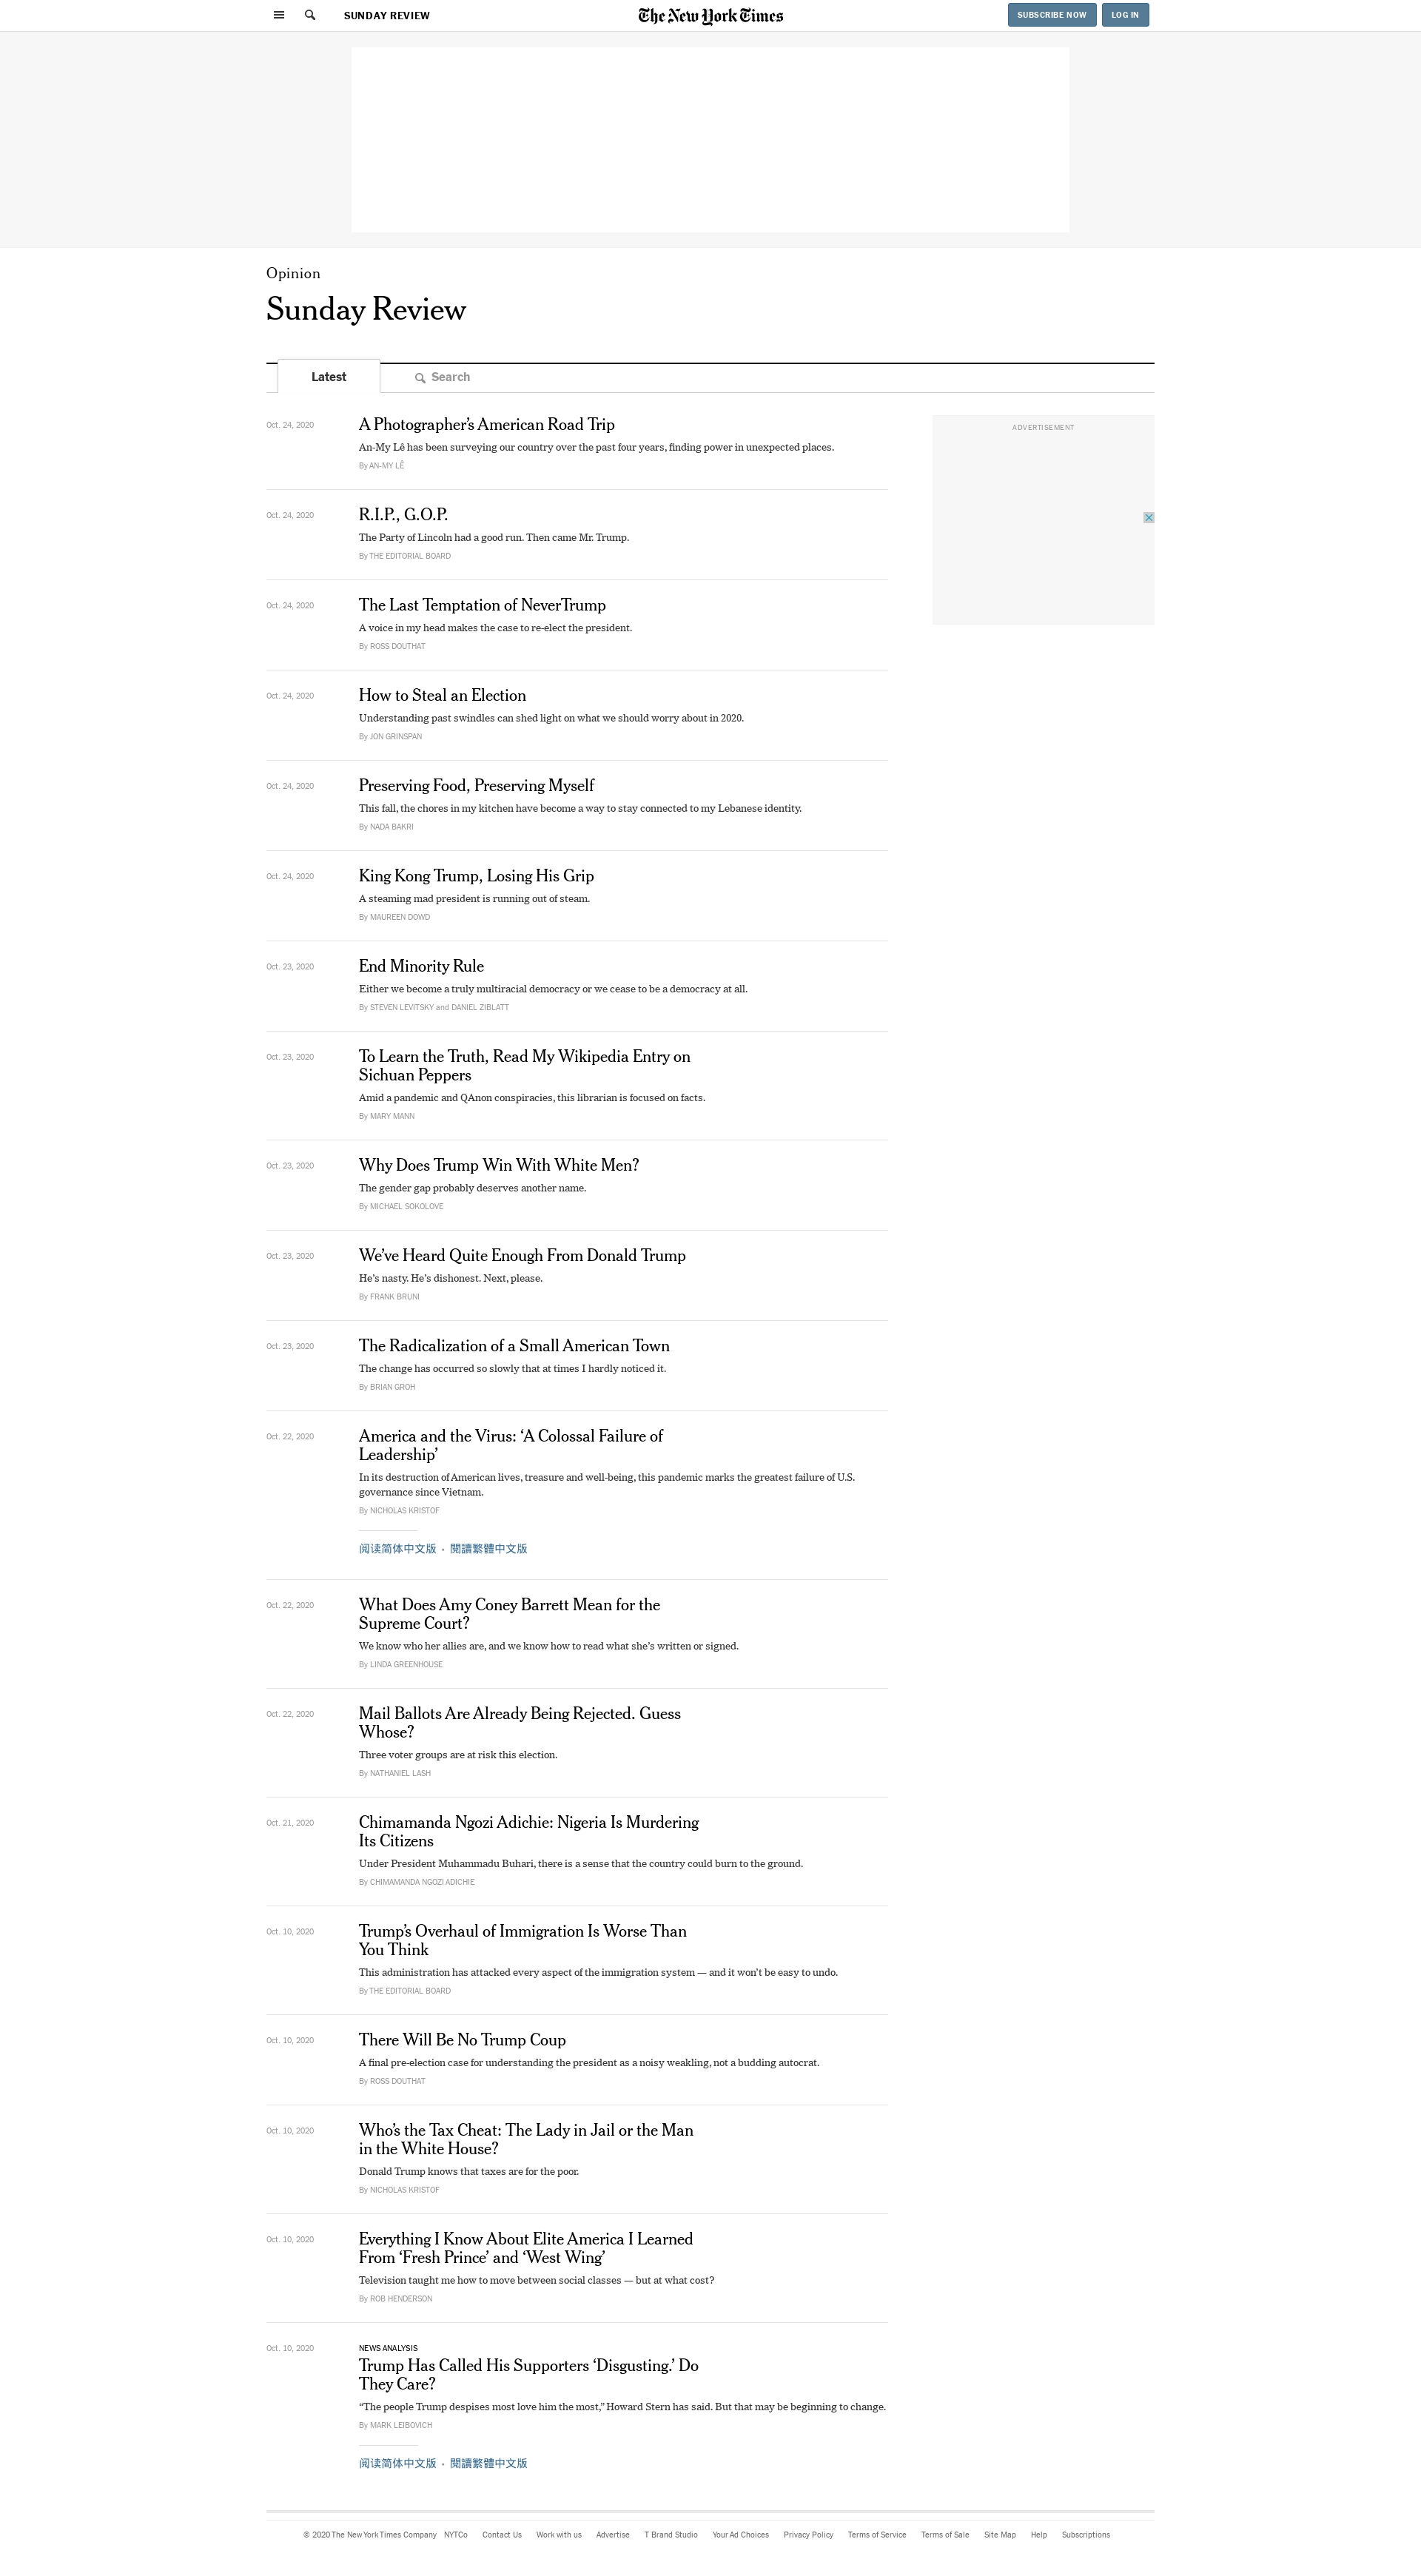 SUNDAY REVIEW
The New York Times
SUBSCRIBE NOW
LOG IN
Opinion
Sunday Review
Latest
Search
ADVERTISEMENT
Oct. 24, 2020
A Photographer’s American Road Trip
An-My Lê has been surveying our country over the past four years, finding power in unexpected places.
By AN-MY LÊ
Oct. 24, 2020
R.I.P., G.O.P.
The Party of Lincoln had a good run. Then came Mr. Trump.
By THE EDITORIAL BOARD
Oct. 24, 2020
The Last Temptation of NeverTrump
A voice in my head makes the case to re-elect the president.
By ROSS DOUTHAT
Oct. 24, 2020
How to Steal an Election
Understanding past swindles can shed light on what we should worry about in 2020.
By JON GRINSPAN
Oct. 24, 2020
Preserving Food, Preserving Myself
This fall, the chores in my kitchen have become a way to stay connected to my Lebanese identity.
By NADA BAKRI
Oct. 24, 2020
King Kong Trump, Losing His Grip
A steaming mad president is running out of steam.
By MAUREEN DOWD
Oct. 23, 2020
End Minority Rule
Either we become a truly multiracial democracy or we cease to be a democracy at all.
By STEVEN LEVITSKY and DANIEL ZIBLATT
Oct. 23, 2020
To Learn the Truth, Read My Wikipedia Entry on
Sichuan Peppers
Amid a pandemic and QAnon conspiracies, this librarian is focused on facts.
By MARY MANN
Oct. 23, 2020
Why Does Trump Win With White Men?
The gender gap probably deserves another name.
By MICHAEL SOKOLOVE
Oct. 23, 2020
We’ve Heard Quite Enough From Donald Trump
He’s nasty. He’s dishonest. Next, please.
By FRANK BRUNI
Oct. 23, 2020
The Radicalization of a Small American Town
The change has occurred so slowly that at times I hardly noticed it.
By BRIAN GROH
Oct. 22, 2020
America and the Virus: ‘A Colossal Failure of
Leadership’
In its destruction of American lives, treasure and well-being, this pandemic marks the greatest failure of U.S.
governance since Vietnam.
By NICHOLAS KRISTOF
阅读简体中文版 • 閱讀繁體中文版
Oct. 22, 2020
What Does Amy Coney Barrett Mean for the
Supreme Court?
We know who her allies are, and we know how to read what she’s written or signed.
By LINDA GREENHOUSE
Oct. 22, 2020
Mail Ballots Are Already Being Rejected. Guess
Whose?
Three voter groups are at risk this election.
By NATHANIEL LASH
Oct. 21, 2020
Chimamanda Ngozi Adichie: Nigeria Is Murdering
Its Citizens
Under President Muhammadu Buhari, there is a sense that the country could burn to the ground.
By CHIMAMANDA NGOZI ADICHIE
Oct. 10, 2020
Trump’s Overhaul of Immigration Is Worse Than
You Think
This administration has attacked every aspect of the immigration system — and it won’t be easy to undo.
By THE EDITORIAL BOARD
Oct. 10, 2020
There Will Be No Trump Coup
A final pre-election case for understanding the president as a noisy weakling, not a budding autocrat.
By ROSS DOUTHAT
Oct. 10, 2020
Who’s the Tax Cheat: The Lady in Jail or the Man
in the White House?
Donald Trump knows that taxes are for the poor.
By NICHOLAS KRISTOF
Oct. 10, 2020
Everything I Know About Elite America I Learned
From ‘Fresh Prince’ and ‘West Wing’
Television taught me how to move between social classes — but at what cost?
By ROB HENDERSON
Oct. 10, 2020
NEWS ANALYSIS
Trump Has Called His Supporters ‘Disgusting.’ Do
They Care?
“The people Trump despises most love him the most,” Howard Stern has said. But that may be beginning to change.
By MARK LEIBOVICH
阅读简体中文版 • 閱讀繁體中文版
© 2020 The New York Times Company NYTCo Contact Us Work with us Advertise T Brand Studio Your Ad Choices Privacy Policy Terms of Service Terms of Sale Site Map Help Subscriptions